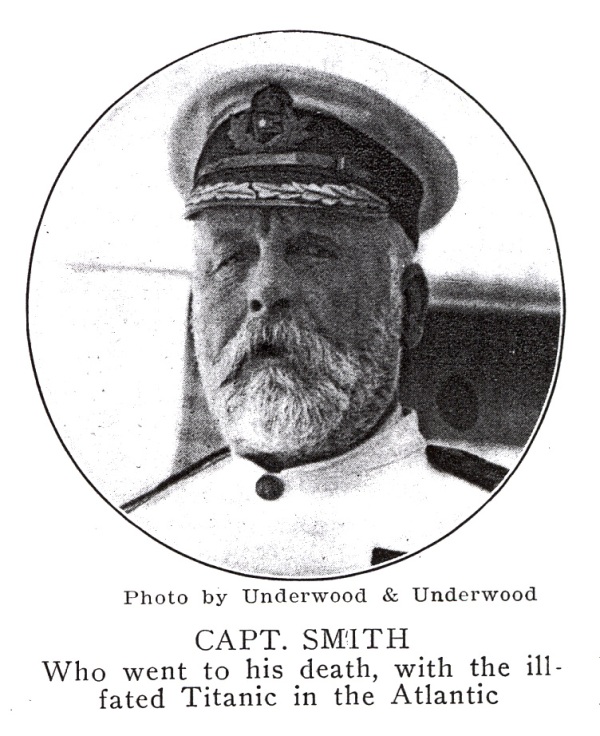 Photo by Underwood & Underwood
CAPT. SMITH
Who went to his death, with the ill-
fated Titanic in the Atlantic